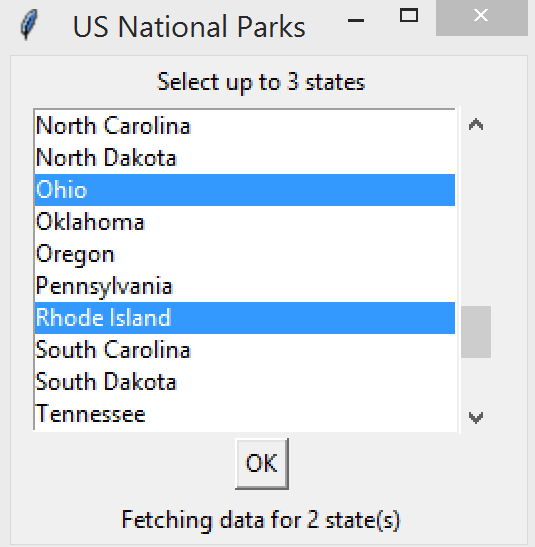 US National Parks
Select up to 3 states
North Carolina
North Dakota
Ohio
Oklahoma
Oregon
Pennsylvania
Rhode Island
South Carolina
South Dakota
Tennessee
OK
Fetching data for 2 state(s)